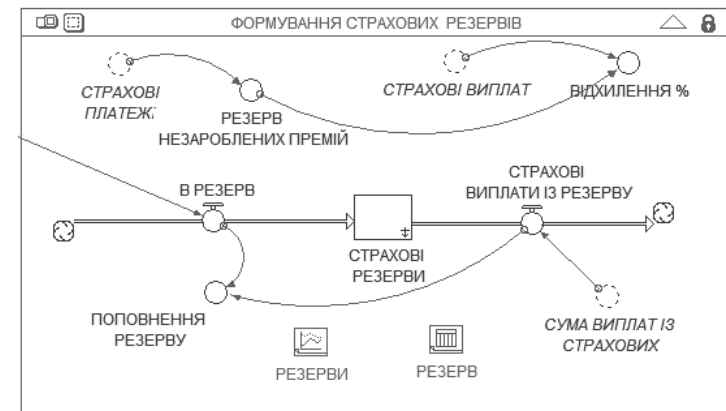 ФОРМУВАННЯ СТРАХОВИХ РЕЗЕРВІВ
СТРАХОВІ
ПЛАТЕЖІ
РЕЗЕРВ
НЕЗАРОБЛЕНИХ ПРЕМІЙ
СТРАХОВІ ВИПЛАТ
ВІДХИЛЕННЯ %
В РЕЗЕРВ
СТРАХОВІ
ВИПЛАТИ ІЗ РЕЗЕРВУ
СТРАХОВІ
РЕЗЕРВИ
ПОПОВНЕННЯ
РЕЗЕРВУ
СУМА ВИПЛАТ ІЗ
СТРАХОВИХ
РЕЗЕРВИ
РЕЗЕРВ